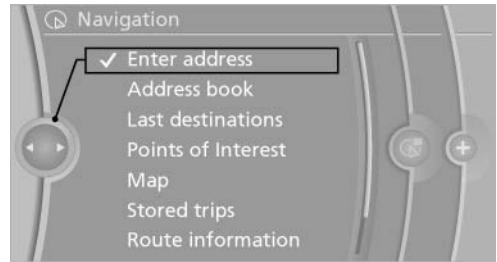 Navigation
Enter address
Address book
Last destinations
Points of Interest
Map
Stored trips
Route information